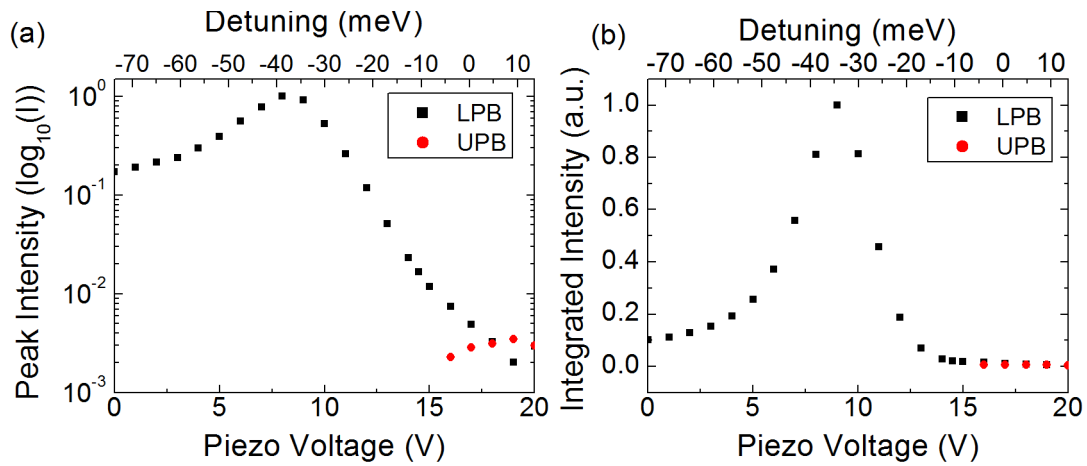 (a)
Detuning (meV)
-70 -60 -50 -40 -30 -20 -10 0 10
Peak Intensity (log₁₀(I))
10⁰
10⁻¹
10⁻²
10⁻³
LPB
UPB
0 5 10 15 20
Piezo Voltage (V)
(b)
Detuning (meV)
-70 -60 -50 -40 -30 -20 -10 0 10
Integrated Intensity (a.u.)
1.0
0.8
0.6
0.4
0.2
0.0
LPB
UPB
0 5 10 15 20
Piezo Voltage (V)